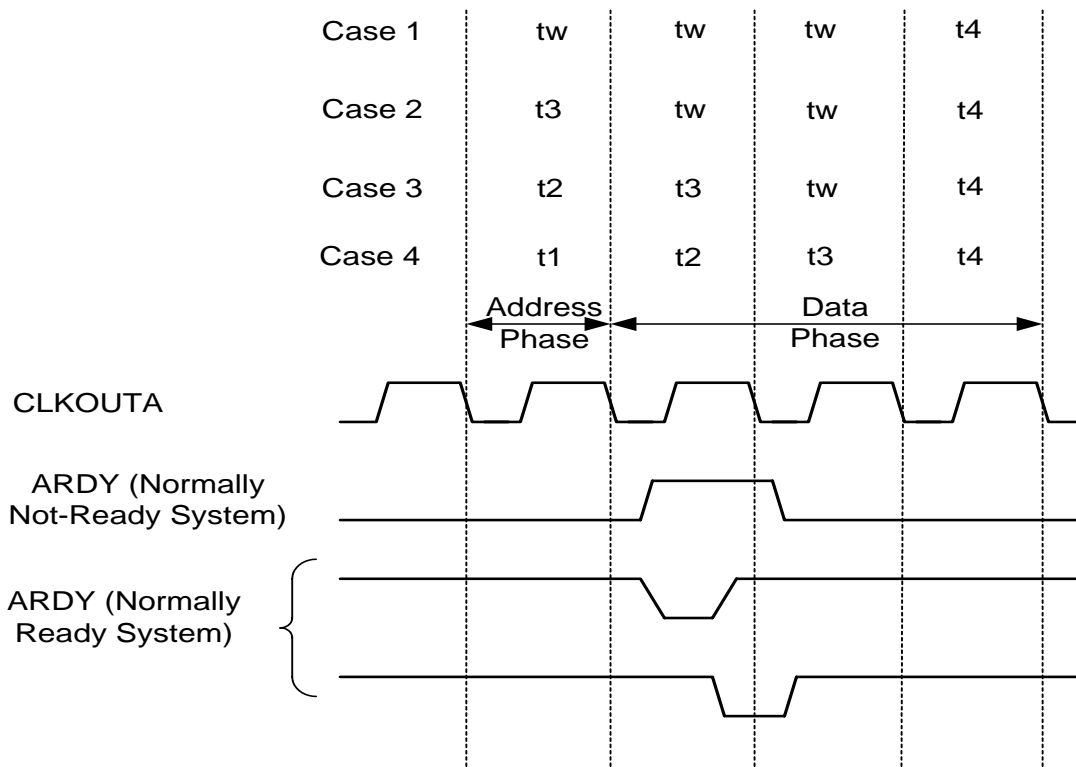 Case 1 tw tw tw t4
Case 2 t3 tw tw t4
Case 3 t2 t3 tw t4
Case 4 t1 t2 t3 t4
Address Phase
Data Phase
CLKOUTA
ARDY (Normally
Not-Ready System)
ARDY (Normally
Ready System)